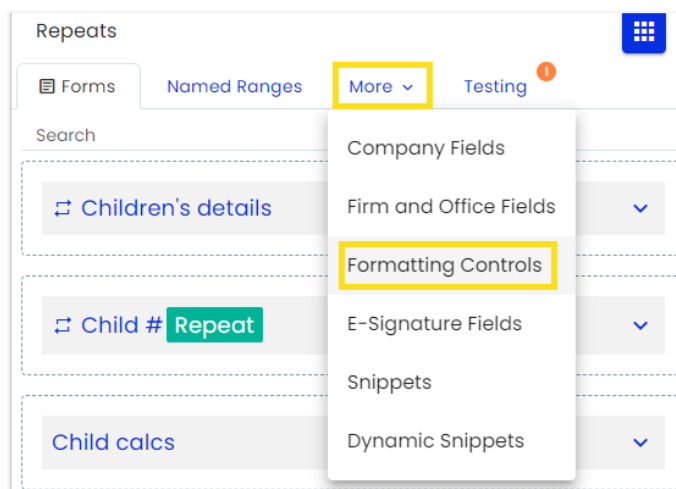 Repeats
Forms
Named Ranges
More
Testing
!
Search
Company Fields
Children's details
Firm and Office Fields
Formatting Controls
Child # Repeat
E-Signature Fields
Snippets
Child calcs
Dynamic Snippets